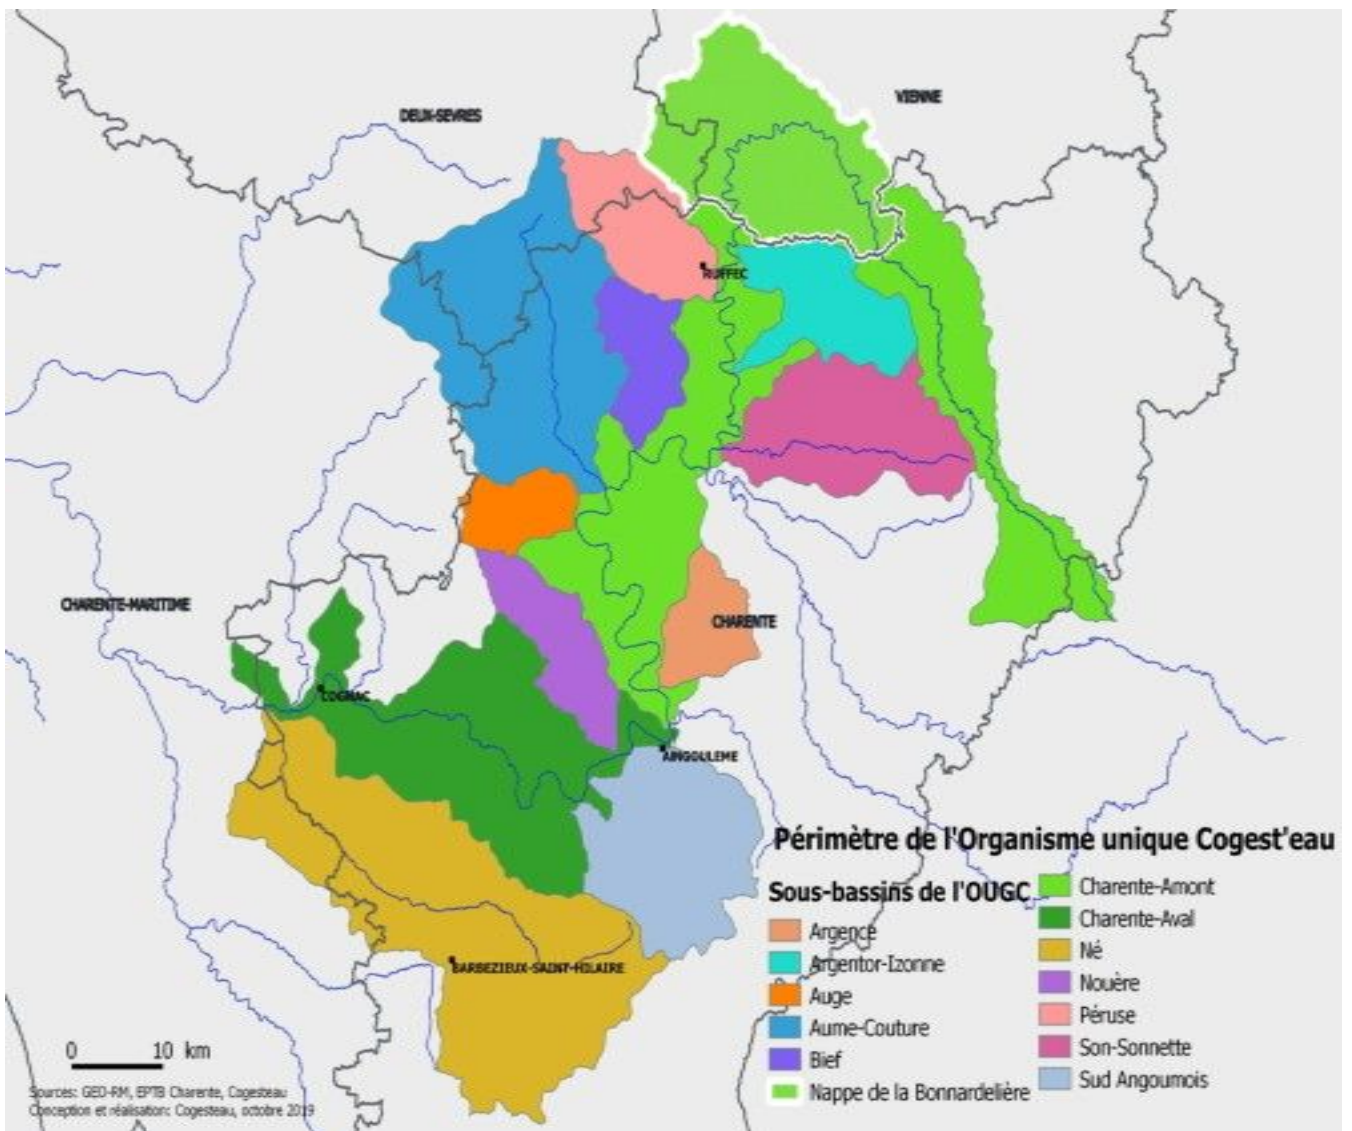 VIENNE
DEUX-SEVRES
RUFFEC
CHARENTE-MARITIME
CHARENTE
COGNAC
ANGOULEME
Périmètre de l'Organisme unique Cogest'eau
Sous-bassins de l'OUGC
Argence
Argentor-Izonne
Auge
Aume-Couture
Bief
Nappe de la Bonnardelière
Charente-Amont
Charente-Aval
Né
Nouère
Péruse
Son-Sonnette
Sud Angoumois
BARBEZIEUX-SAINT-HILAIRE
0 10 km
Sources: GEO-RM, EPTB Charente, Cogesteau
Conception et réalisation: Cogesteau, octobre 2019